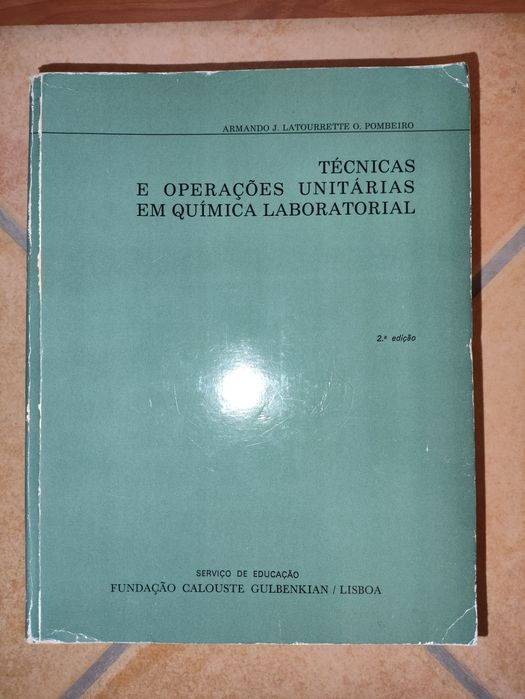 ARMANDO J. LATOURRETTE O. POMBEIRO
TÉCNICAS
E OPERAÇÕES UNITÁRIAS
EM QUÍMICA LABORATORIAL
2.ª edição
SERVIÇO DE EDUCAÇÃO
FUNDAÇÃO CALOUSTE GULBENKIAN / LISBOA